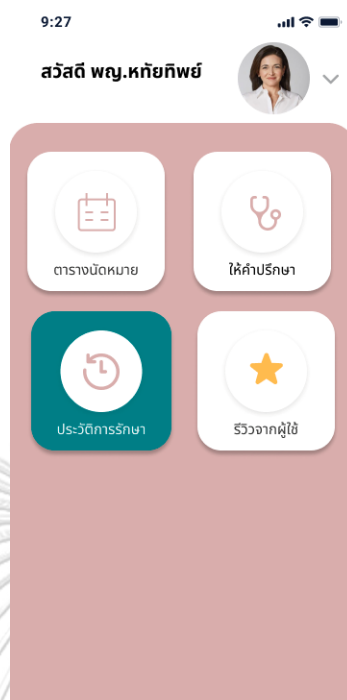 9:27
สวัสดี พญ.หทัยทิพย์
ตารางนัดหมาย
ให้คำปรึกษา
ประวัติการรักษา
รีวิวจากผู้ใช้